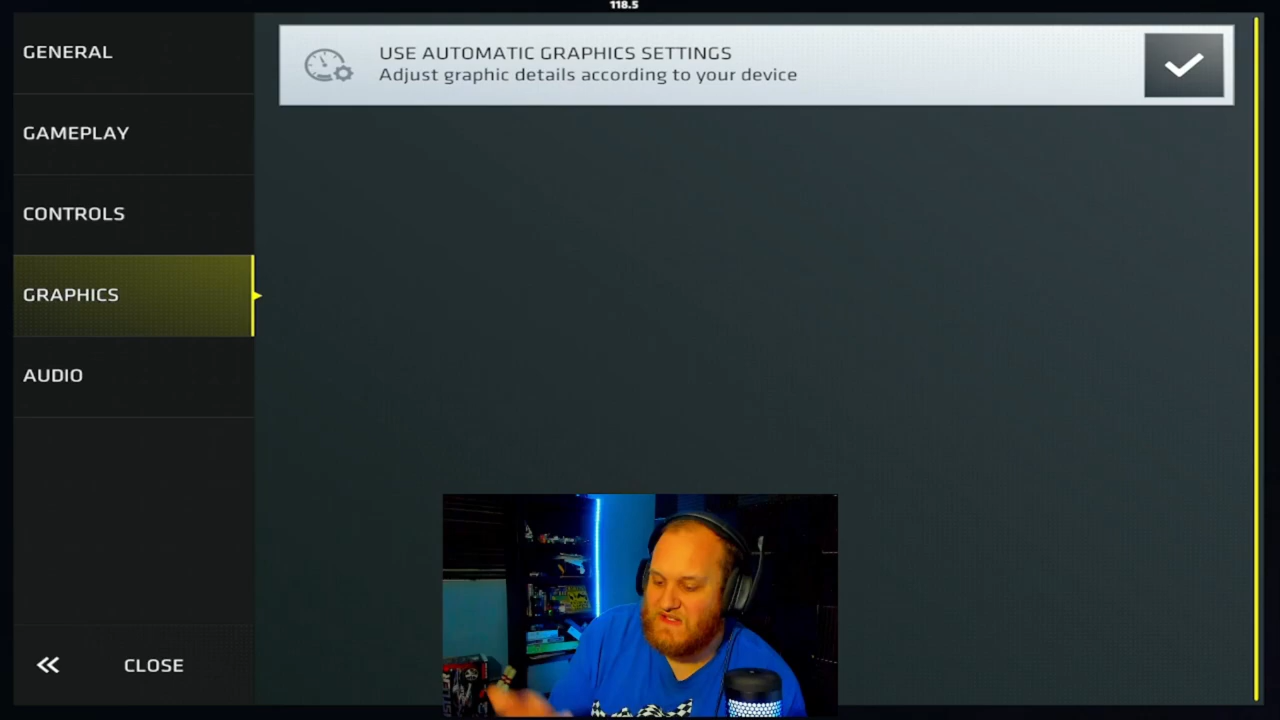 118.5
GENERAL
USE AUTOMATIC GRAPHICS SETTINGS
Adjust graphic details according to your device
GAMEPLAY
CONTROLS
GRAPHICS
AUDIO
CLOSE